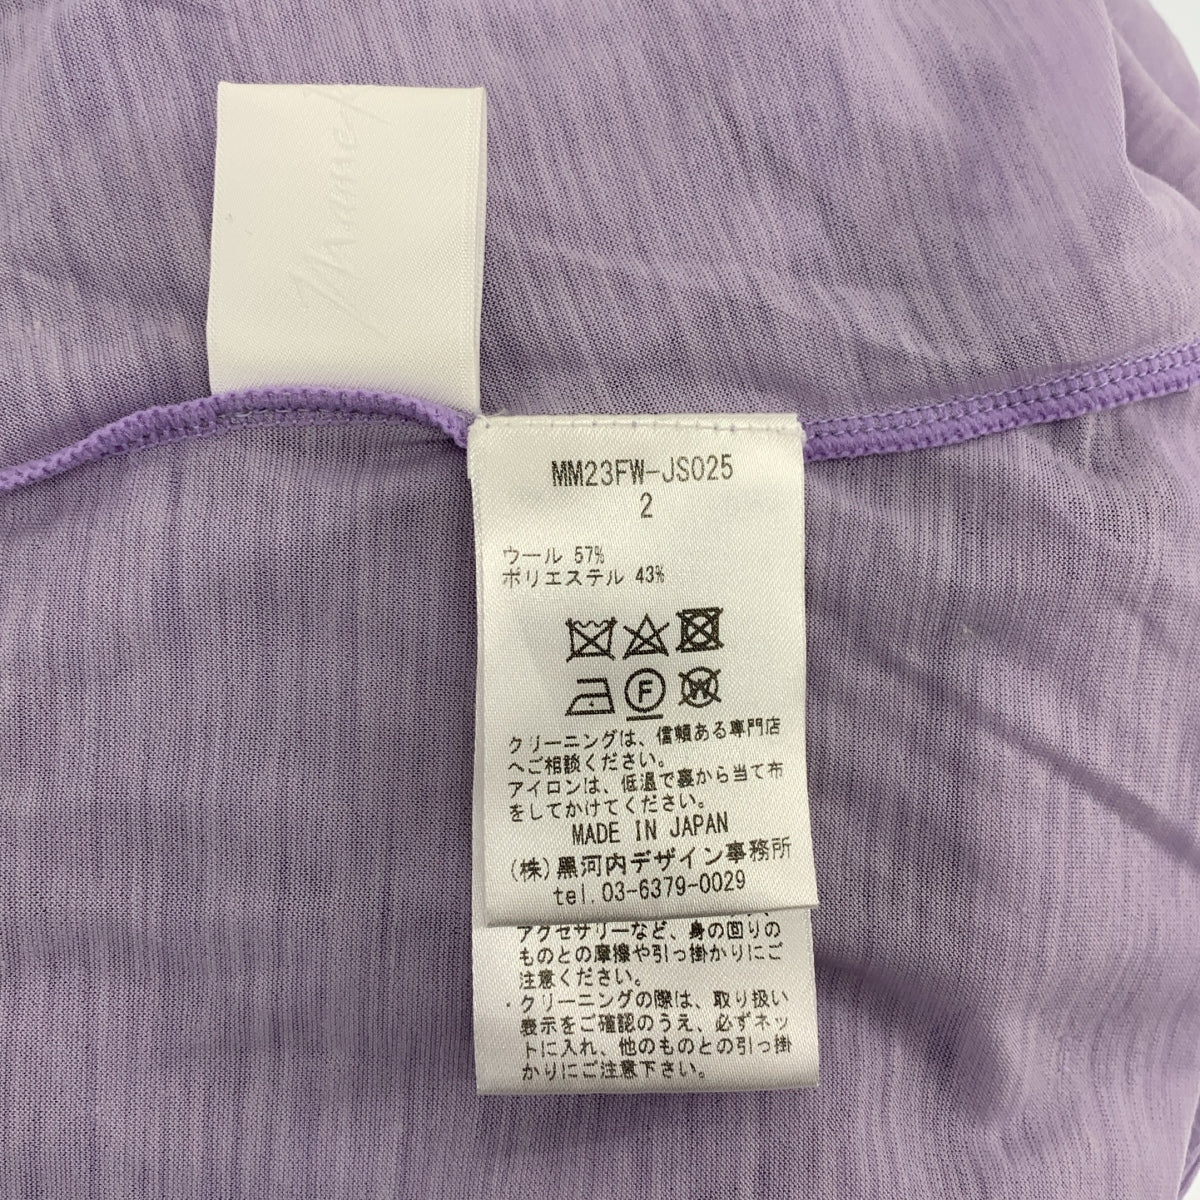 MM23FW-JS025
2
ウール 57%
ポリエステル 43%
F
W
クリーニングは、信頼ある専門店
へご相談ください。
アイロンは、低温で裏から当て布
をしてかけてください。
MADE IN JAPAN
(株)黒河内デザイン事務所
tel.03-6379-0029
アクセサリーなど、身の回りの
ものとの摩擦や引っ掛かりにご
注意ください。
・クリーニングの際は、取り扱い
表示をご確認のうえ、必ずネッ
トに入れ、他のものとの引っ掛
かりにご注意下さい。